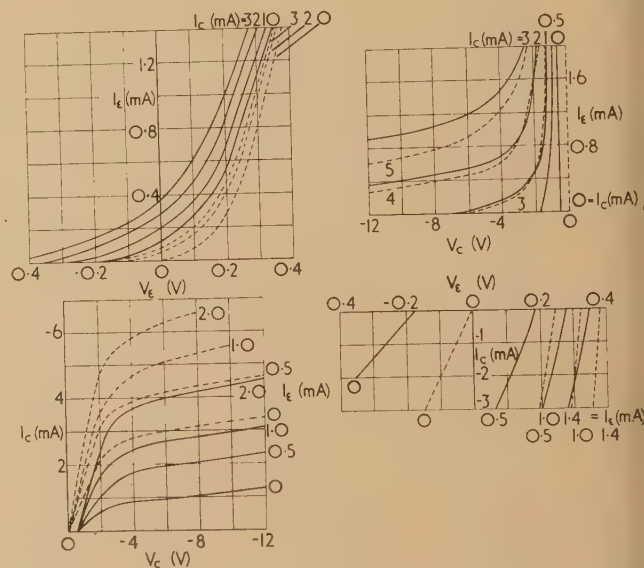 I_C (mA)=3 2 1 0 3 2 0
1·2
I_E (mA)
0·8
0·4
0·4 -0·2 0 0·2 0·4
V_E (V)
0·5
I_C (mA)=3 2 1 0
1·6
I_E (mA)
0·8
5
4
3
0=I_C(mA)
-12 -8 -4 0
V_C (V)
-6
2·0
1·0
0·5
2·0 I_E (mA)
4
0
I_C (mA)
1·0
2
0·5
0
0 -4 -8 -12
V_C (V)
V_E (V)
0·4 -0·2 0 0·2 0·4
-1
I_C (mA)
-2
0
-3
0 0·5 1·0 1·4 = I_E(mA)
0·5 1·0 1·4